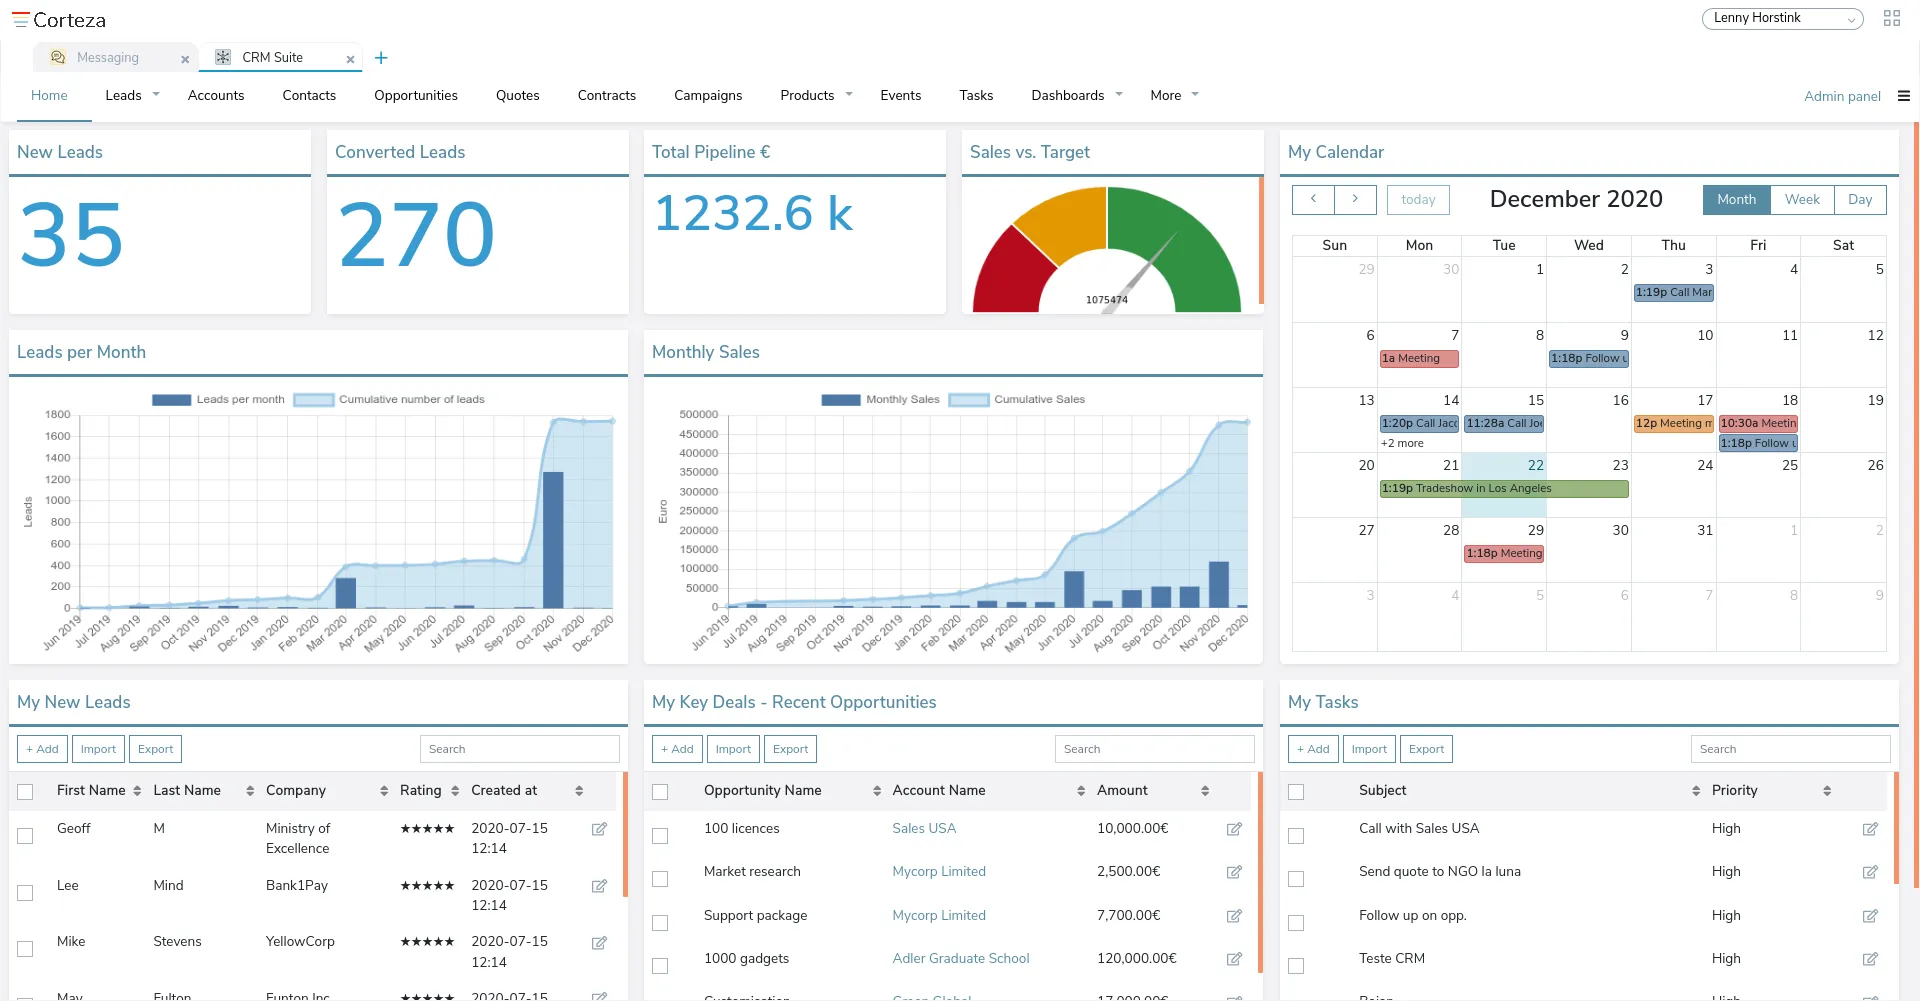 Corteza
Lenny Horstink
Messaging
CRM Suite
Home Leads Accounts Contacts Opportunities Quotes Contracts Campaigns Products Events Tasks Dashboards More Admin panel
New Leads
35
Converted Leads
270
Total Pipeline €
1232.6 k
Sales vs. Target
1075474
My Calendar
today
December 2020
Month Week Day
Sun Mon Tue Wed Thu Fri Sat
29 30 1 2 3 4 5
1:19p Call Mar
6 7 8 9 10 11 12
1a Meeting
1:18p Follow u
13 14 15 16 17 18 19
1:20p Call Jacc
11:28a Call Joe
12p Meeting m
10:30a Meetin
+2 more
1:18p Follow u
20 21 22 23 24 25 26
1:19p Tradeshow in Los Angeles
27 28 29 30 31 1 2
1:18p Meeting
3 4 5 6 7 8 9
Leads per Month
Leads per month Cumulative number of leads
Leads
1800
1600
1400
1200
1000
800
600
400
200
0
Jun 2019 Jul 2019 Aug 2019 Sep 2019 Oct 2019 Nov 2019 Dec 2019 Jan 2020 Feb 2020 Mar 2020 Apr 2020 May 2020 Jun 2020 Jul 2020 Aug 2020 Sep 2020 Oct 2020 Nov 2020 Dec 2020
Monthly Sales
Monthly Sales Cumulative Sales
Euro
500000
450000
400000
350000
300000
250000
200000
150000
100000
50000
0
Jun 2019 Jul 2019 Aug 2019 Sep 2019 Oct 2019 Nov 2019 Dec 2019 Jan 2020 Feb 2020 Mar 2020 Apr 2020 May 2020 Jun 2020 Jul 2020 Aug 2020 Sep 2020 Oct 2020 Nov 2020 Dec 2020
My New Leads
+ Add Import Export Search
First Name Last Name Company Rating Created at
Geoff M Ministry of Excellence ★★★★★ 2020-07-15 12:14
Lee Mind Bank1Pay ★★★★★ 2020-07-15 12:14
Mike Stevens YellowCorp ★★★★★ 2020-07-15 12:14
May Fulton Funton Inc ★★★★★ 2020-07-15
My Key Deals - Recent Opportunities
+ Add Import Export Search
Opportunity Name Account Name Amount
100 licences Sales USA 10,000.00€
Market research Mycorp Limited 2,500.00€
Support package Mycorp Limited 7,700.00€
1000 gadgets Adler Graduate School 120,000.00€
Customisation Green Global 17,000.00€
My Tasks
+ Add Import Export Search
Subject Priority
Call with Sales USA High
Send quote to NGO la luna High
Follow up on opp. High
Teste CRM High
High